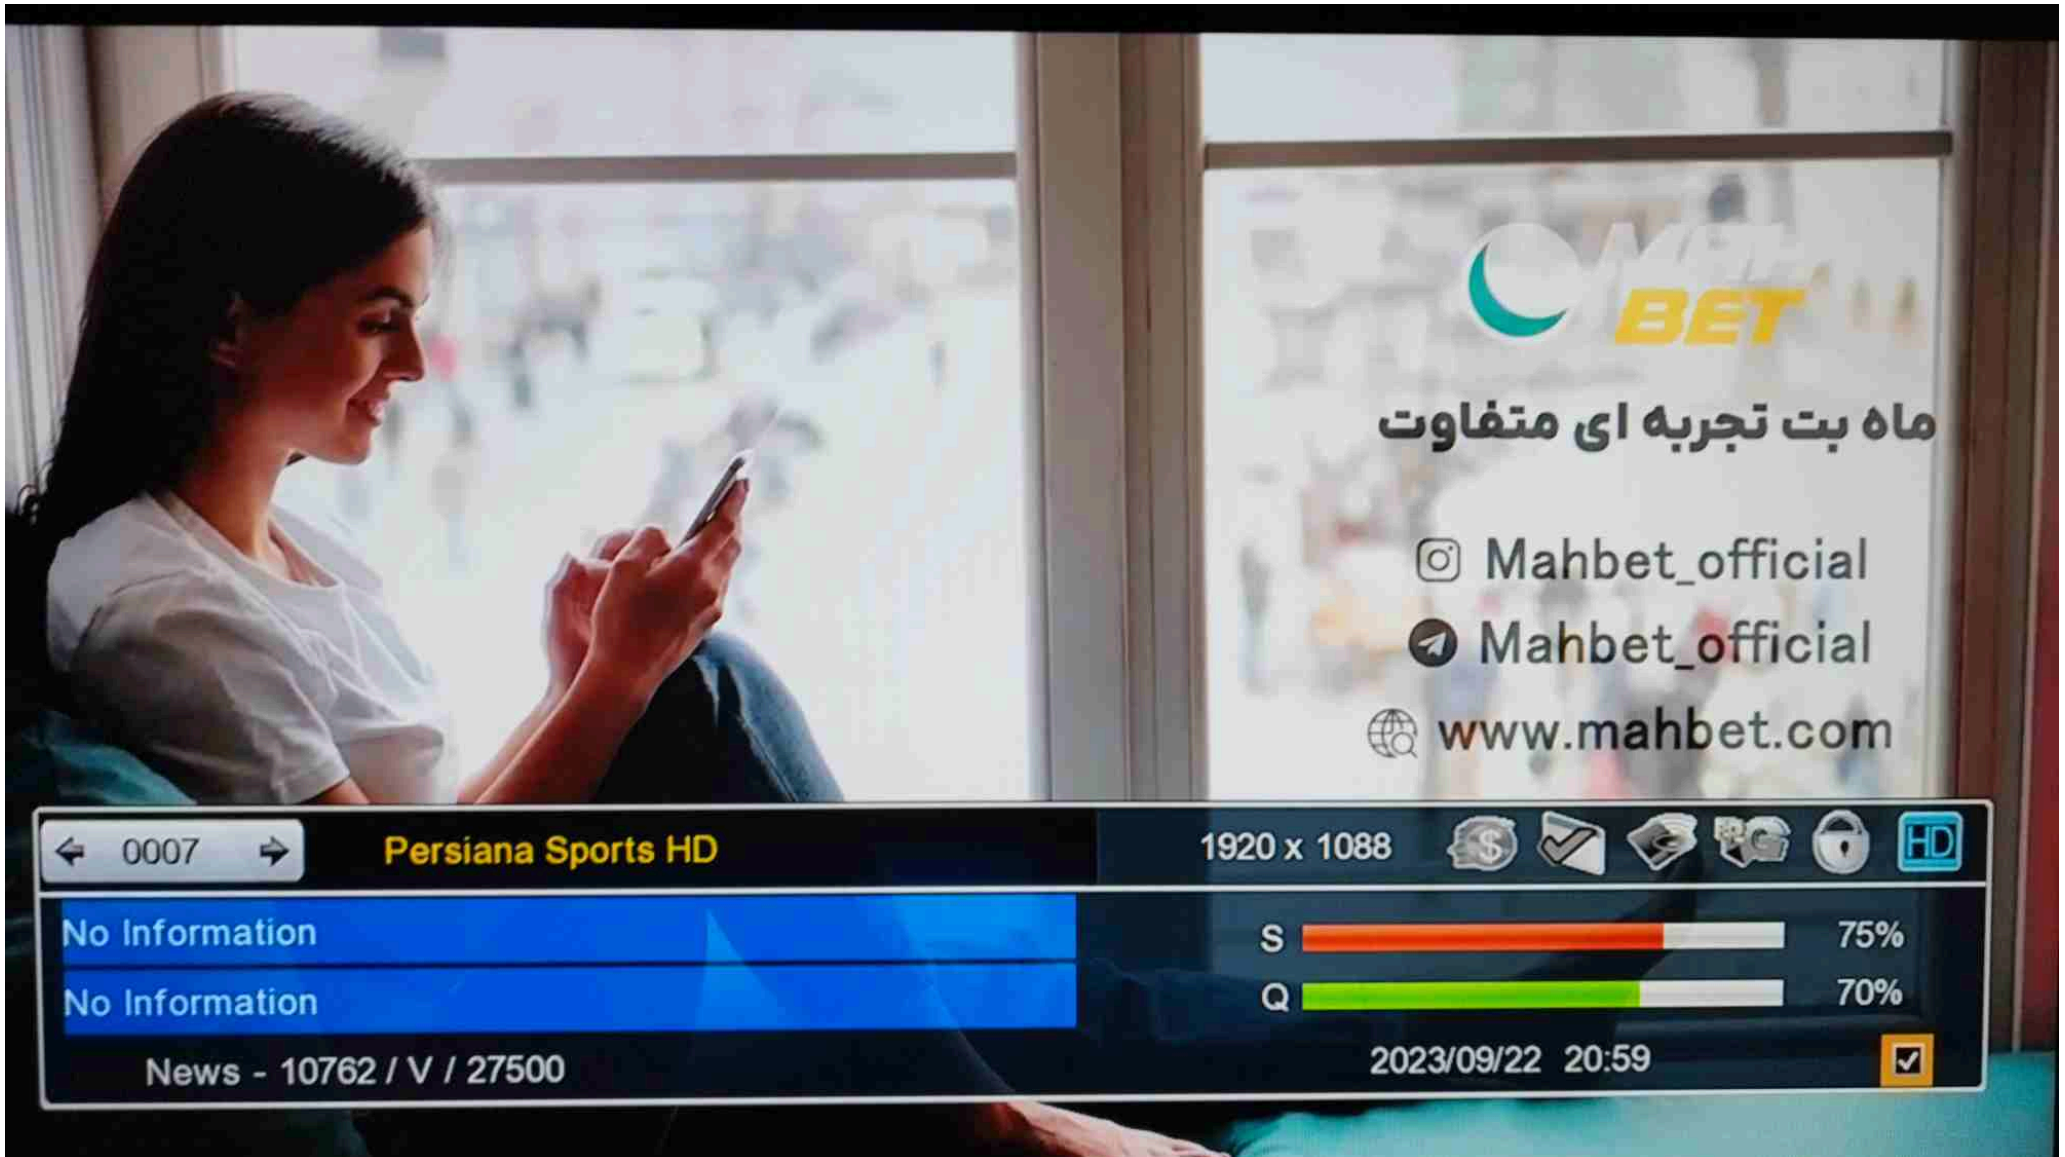 MAH
BET
ماه بت تجربه ای متفاوت
Mahbet_official
Mahbet_official
www.mahbet.com
0007 Persiana Sports HD 1920 x 1088 $ G HD
No Information S 75%
No Information Q 70%
News - 10762 / V / 27500 2023/09/22 20:59